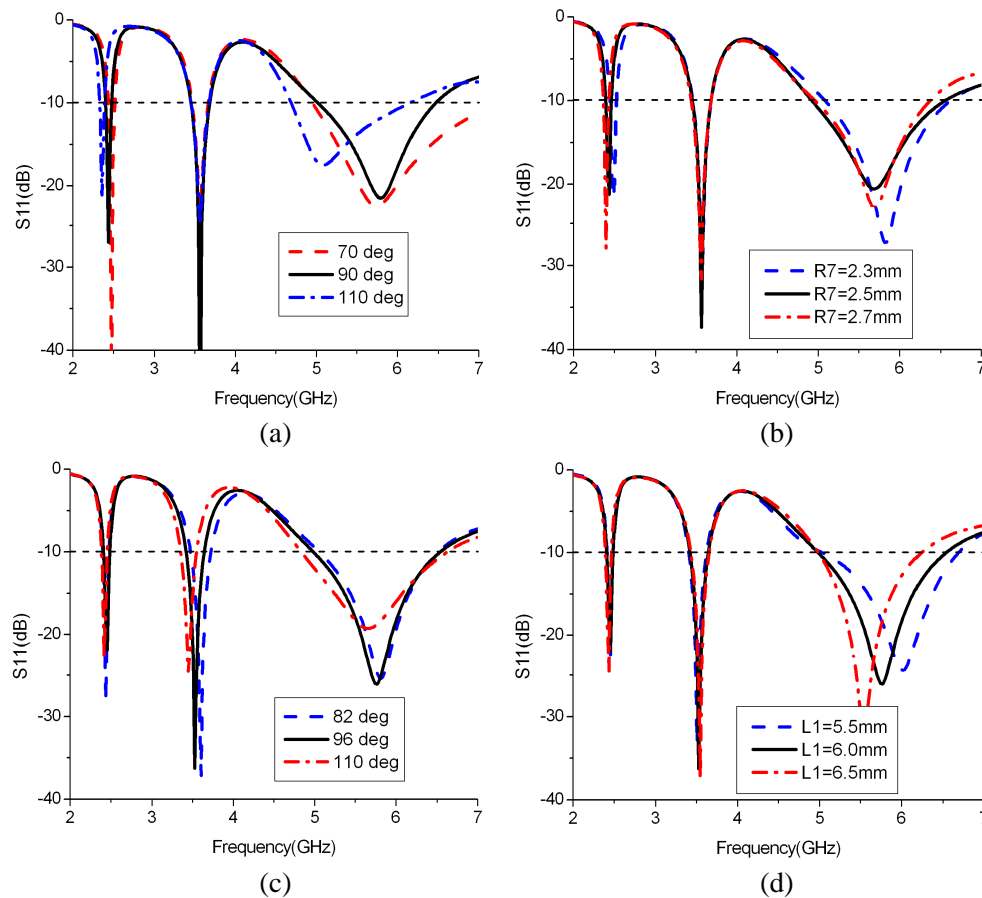 0
-10
-20
-30
-40
S11(dB)
70 deg
90 deg
110 deg
2 3 4 5 6 7
Frequency(GHz)
(a)
0
-10
-20
-30
-40
S11(dB)
R7=2.3mm
R7=2.5mm
R7=2.7mm
2 3 4 5 6 7
Frequency(GHz)
(b)
0
-10
-20
-30
-40
S11(dB)
82 deg
96 deg
110 deg
2 3 4 5 6 7
Frequency(GHz)
(c)
0
-10
-20
-30
-40
S11(dB)
L1=5.5mm
L1=6.0mm
L1=6.5mm
2 3 4 5 6 7
Frequency(GHz)
(d)